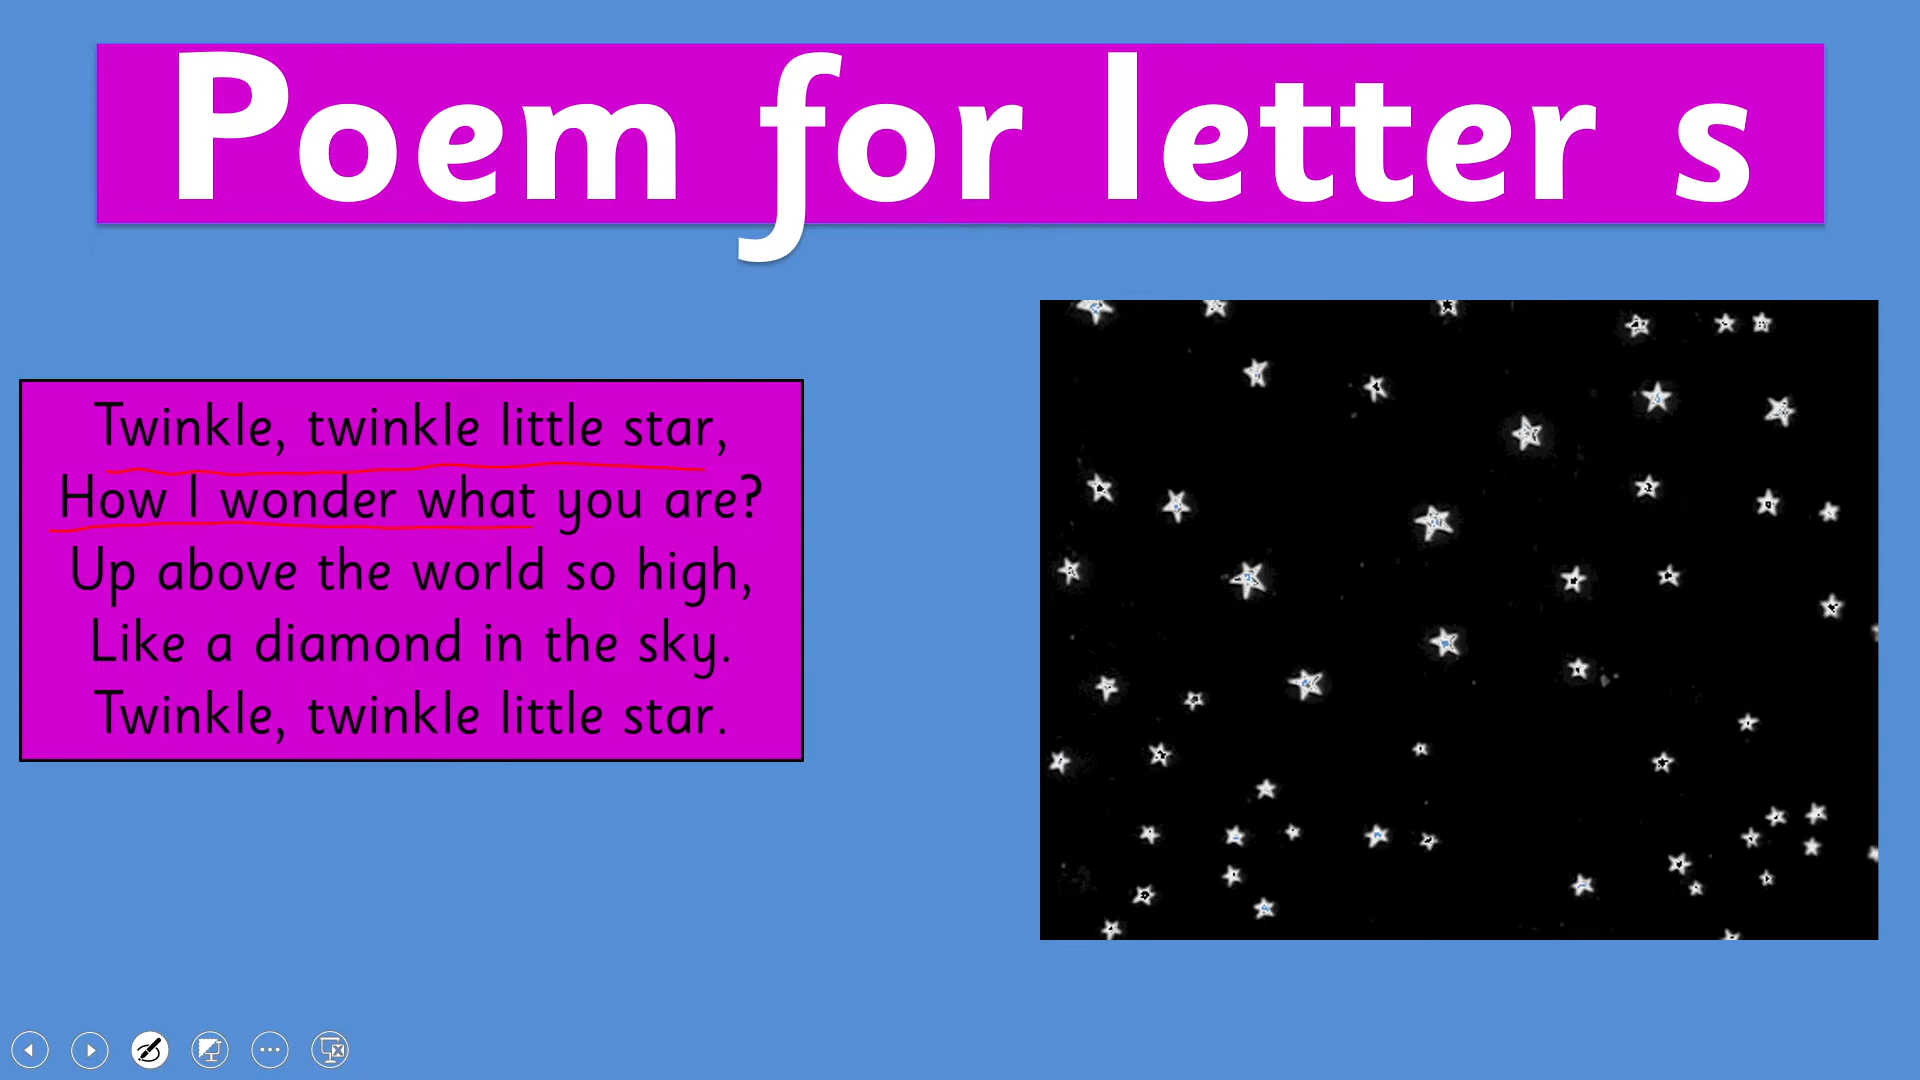 Poem for letter s
Twinkle, twinkle little star,
How I wonder what you are?
Up above the world so high,
Like a diamond in the sky.
Twinkle, twinkle little star.